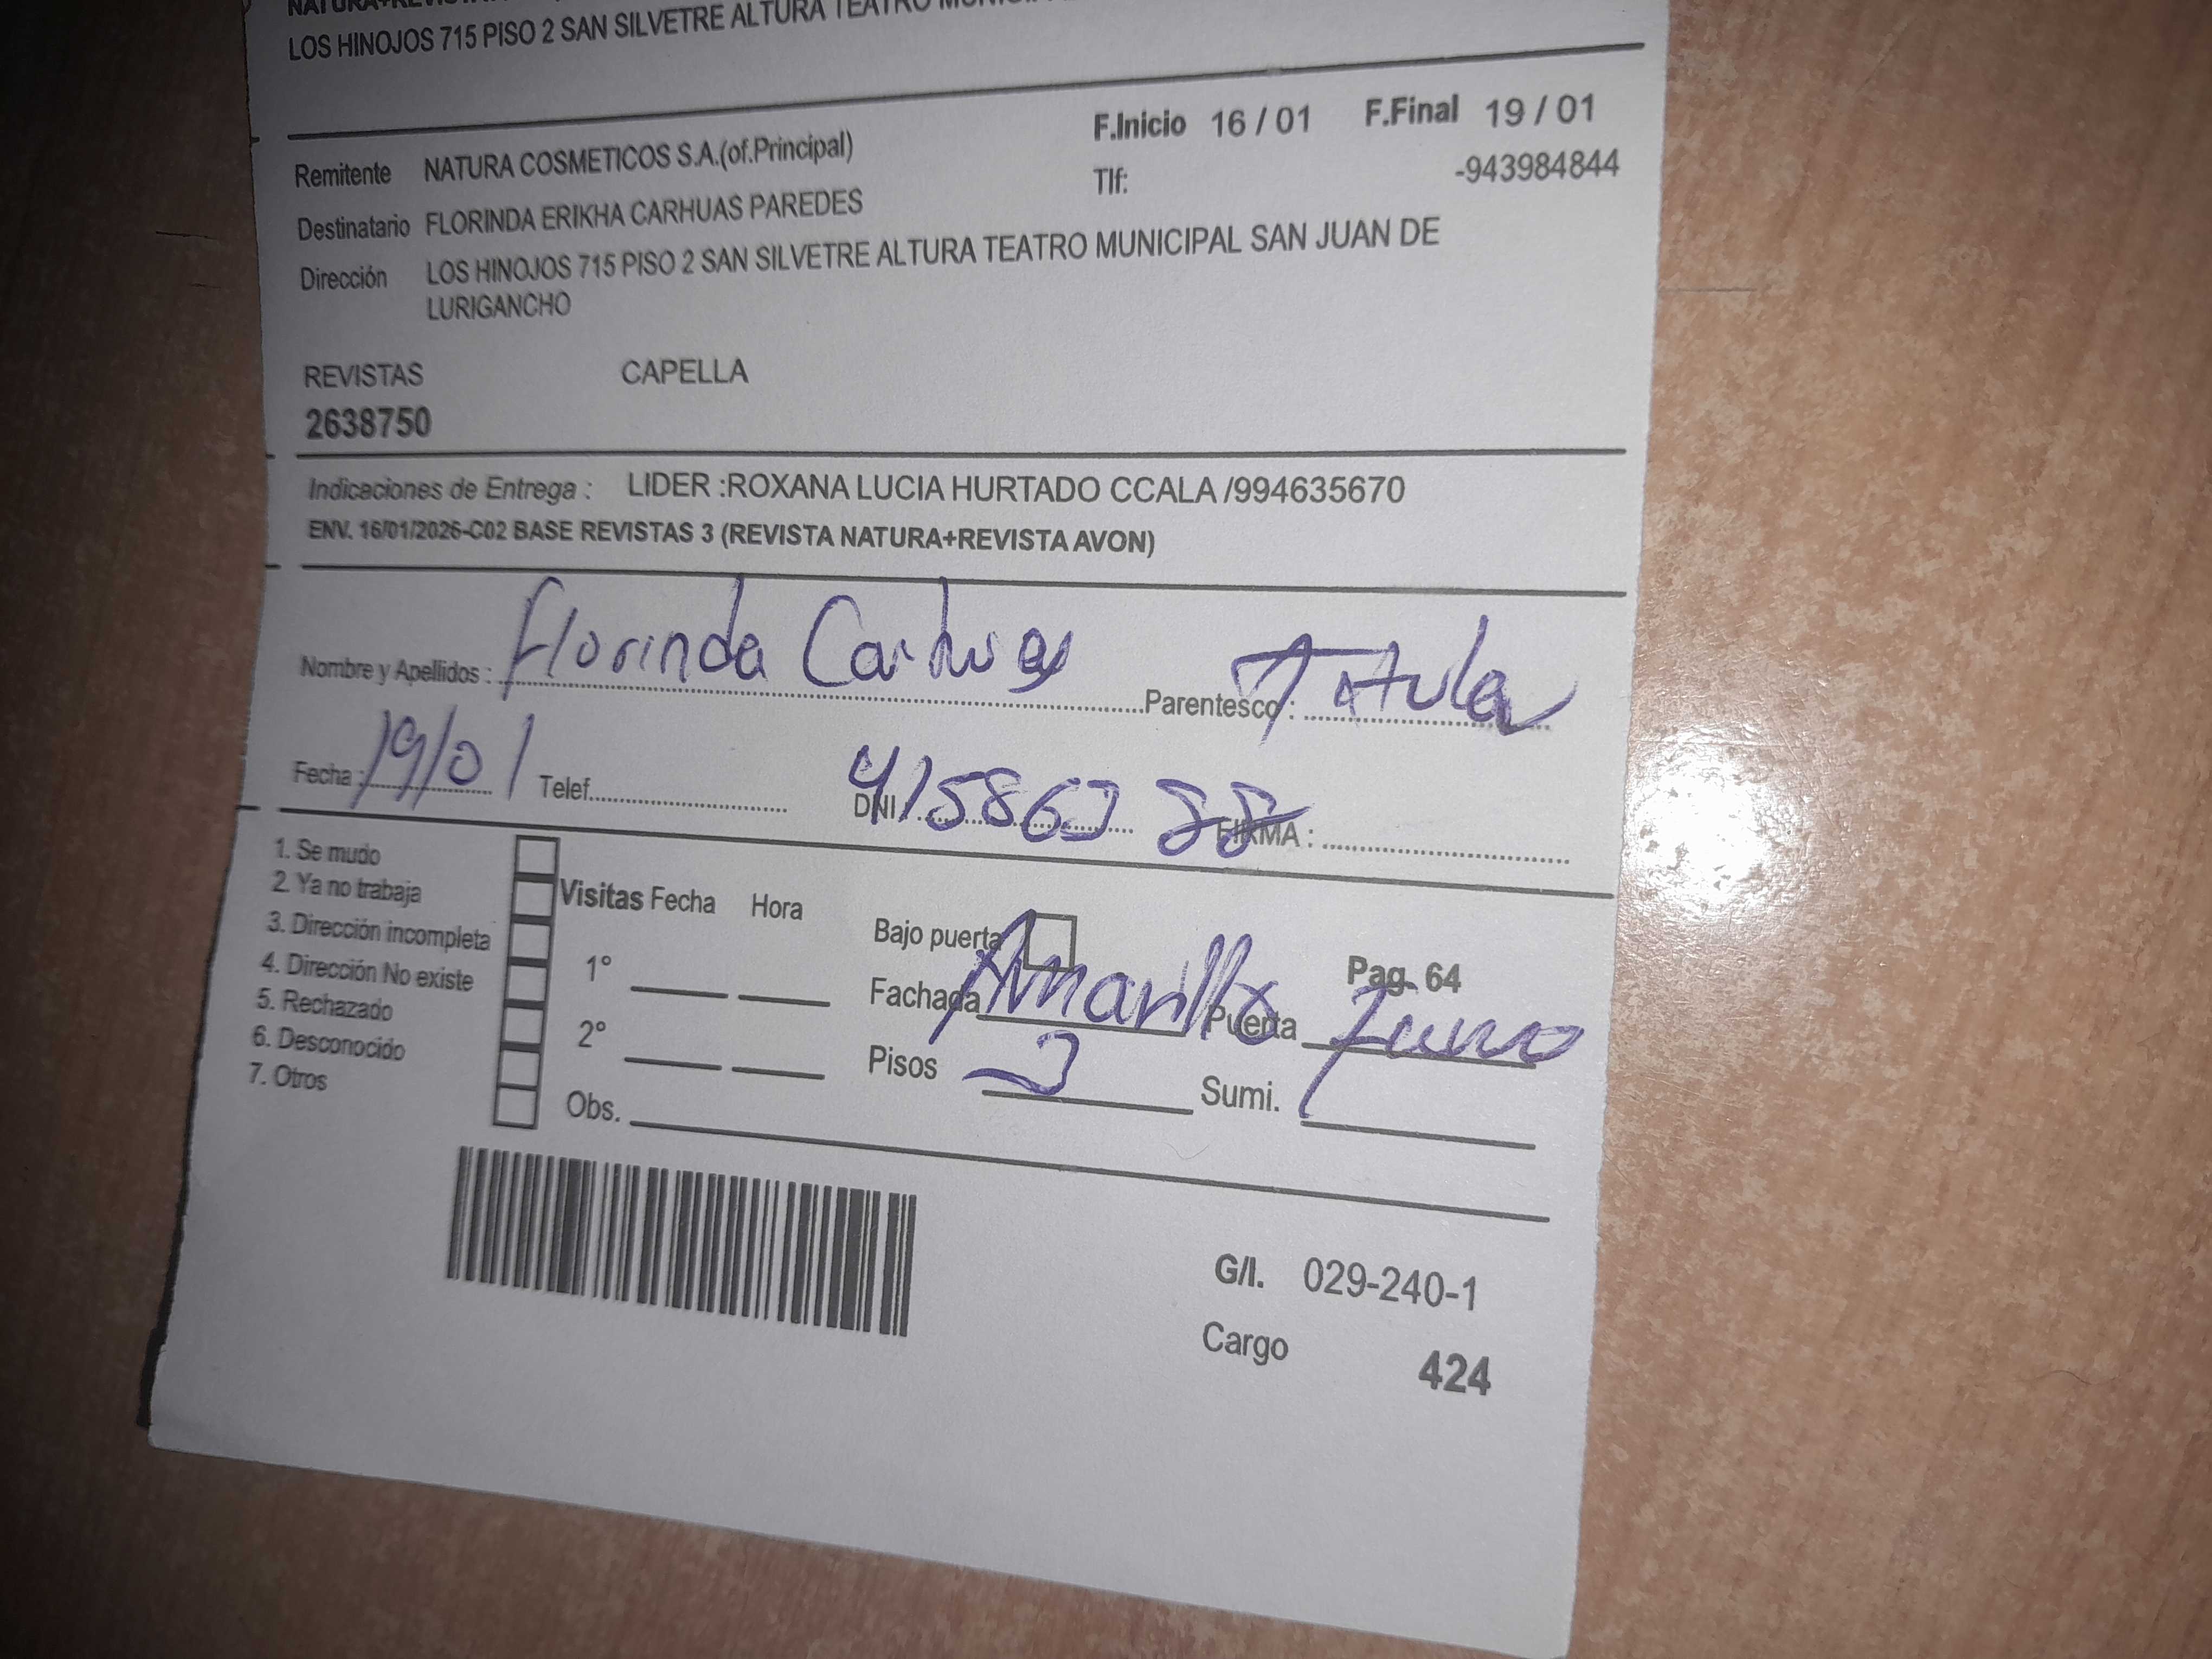 LOS HINOJOS 715 PISO 2 SAN SILVETRE ALTURA TEATRO
F.Inicio 16 / 01 F.Final 19 / 01
Remitente NATURA COSMETICOS S.A.(of.Principal)
Tlf: -943984844
Destinatario FLORINDA ERIKHA CARHUAS PAREDES
Dirección LOS HINOJOS 715 PISO 2 SAN SILVETRE ALTURA TEATRO MUNICIPAL SAN JUAN DE
LURIGANCHO
REVISTAS CAPELLA
2638750
Indicaciones de Entrega : LIDER :ROXANA LUCIA HURTADO CCALA /994635670
ENV. 16/01/2026-C02 BASE REVISTAS 3 (REVISTA NATURA+REVISTA AVON)
Nombre y Apellidos : Florinda Carhuas Parentesco : Titular
Fecha : 19/01 Telef. DNI 415863 88 FIRMA :
1. Se mudo
2. Ya no trabaja
3. Dirección incompleta
4. Dirección No existe
5. Rechazado
6. Desconocido
7. Otros
Visitas Fecha Hora
1°
2°
Obs.
Bajo puerta
Pag. 64
Fachada Amarillo Puerta
Pisos 3 Sumi.
G/I. 029-240-1
Cargo 424